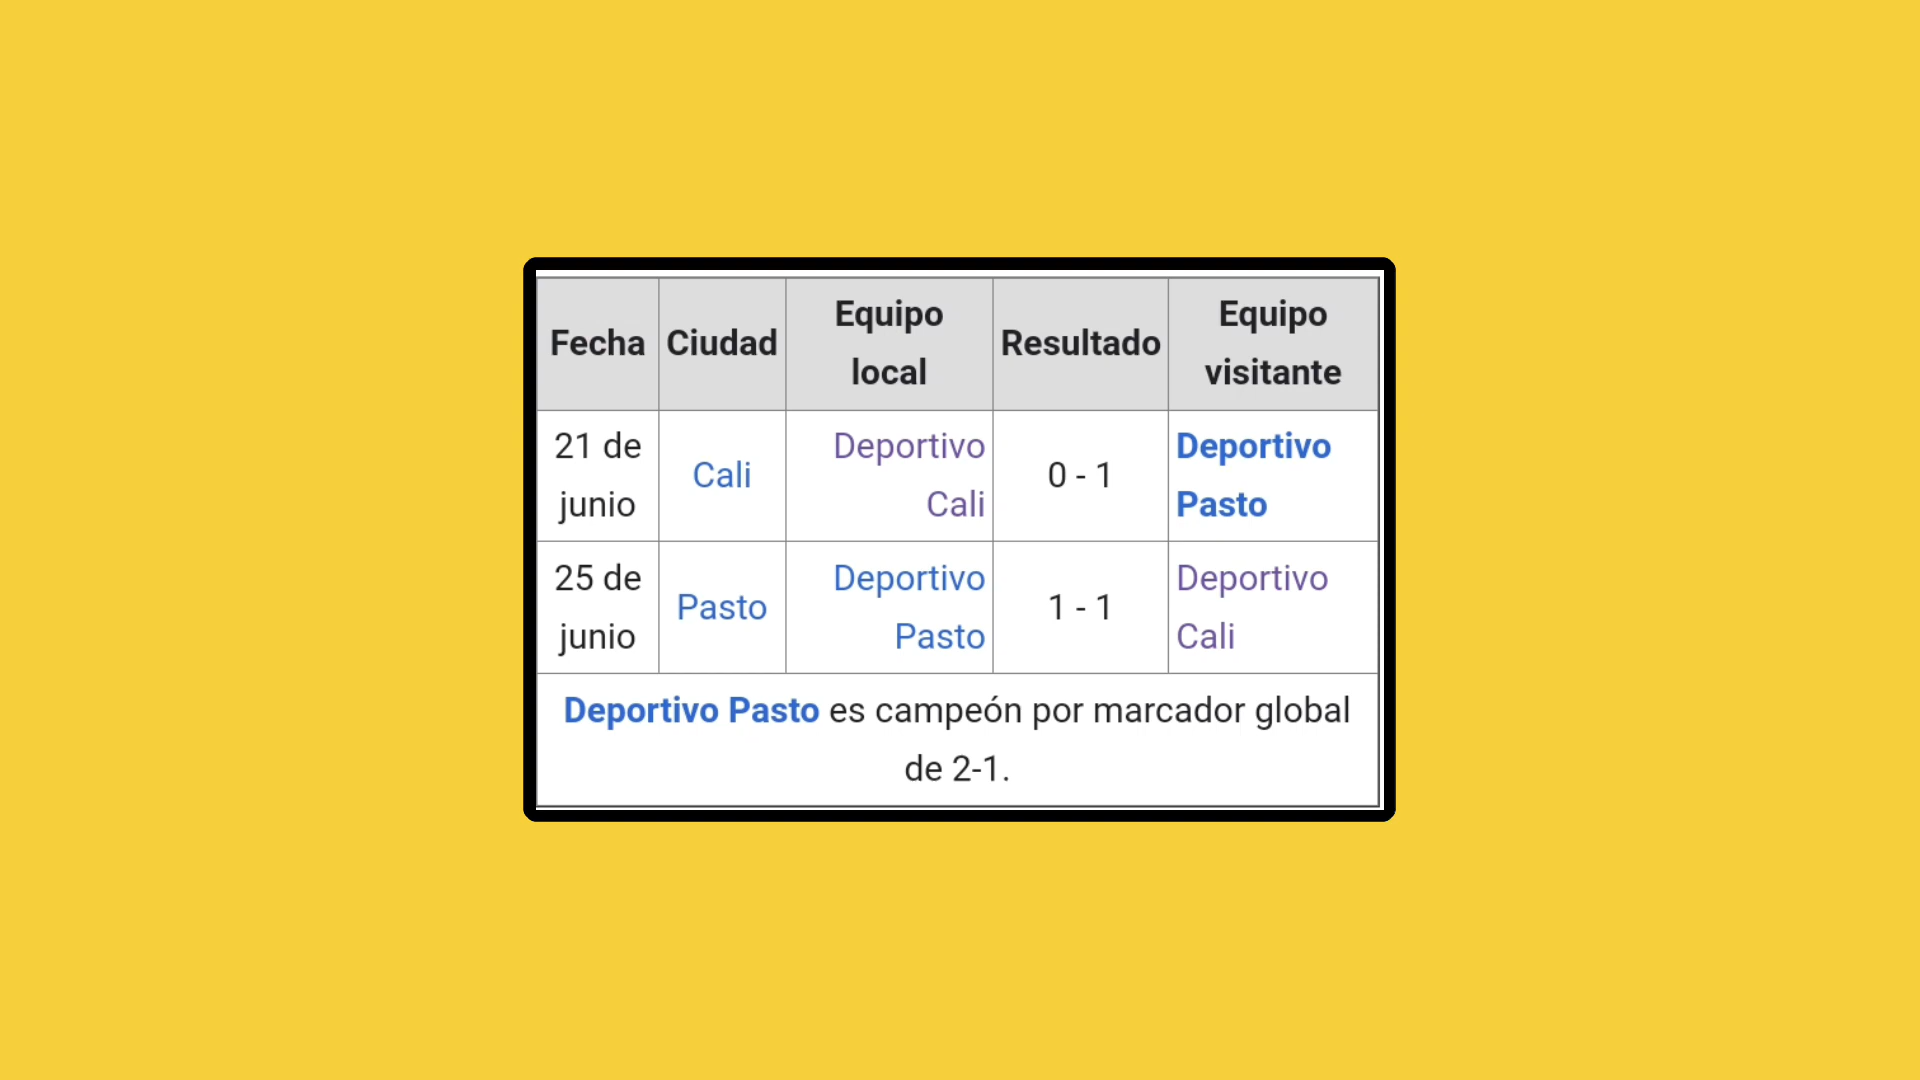 Fecha Ciudad Equipo local Resultado Equipo visitante
21 de junio Cali Deportivo Cali 0 - 1 Deportivo Pasto
25 de junio Pasto Deportivo Pasto 1 - 1 Deportivo Cali
Deportivo Pasto es campeón por marcador global
de 2-1.